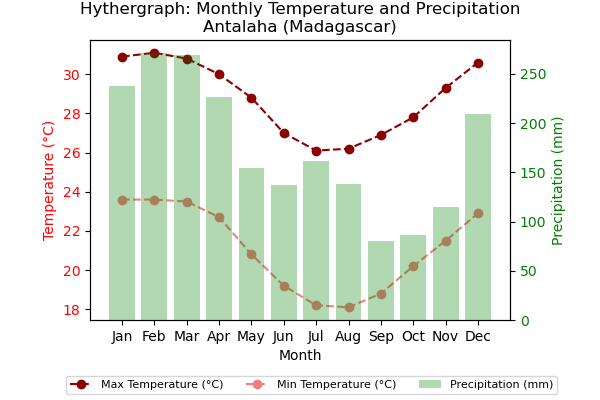 Hythergraph: Monthly Temperature and Precipitation
Antalaha (Madagascar)
Temperature (°C)
30
28
26
24
22
20
18
250
200
150
100
50
0
Precipitation (mm)
Jan Feb Mar Apr May Jun Jul Aug Sep Oct Nov Dec
Month
Max Temperature (°C) Min Temperature (°C) Precipitation (mm)